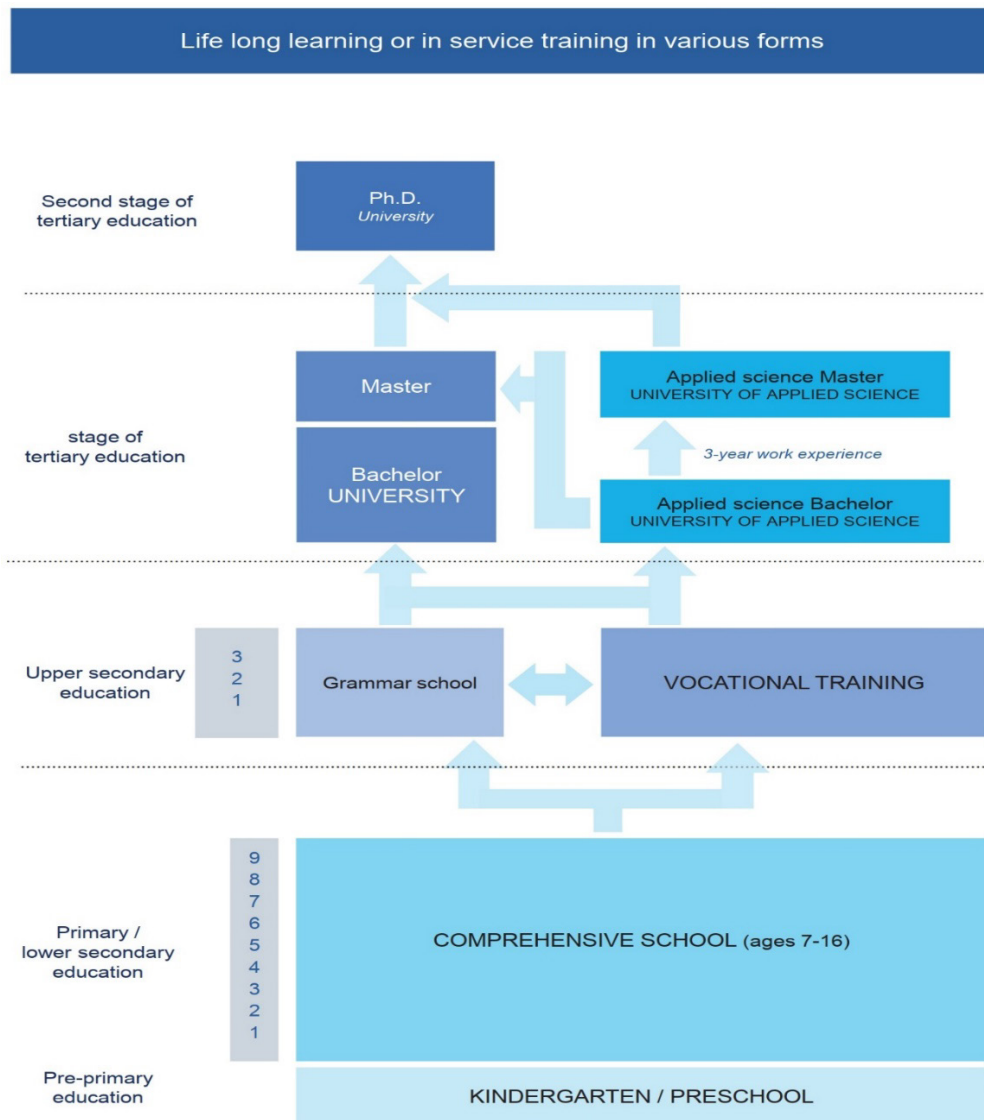 Life long learning or in service training in various forms
Second stage of
tertiary education
Ph.D.
University
stage of
tertiary education
Master
Bachelor
UNIVERSITY
Applied science Master
UNIVERSITY OF APPLIED SCIENCE
3-year work experience
Applied science Bachelor
UNIVERSITY OF APPLIED SCIENCE
Upper secondary
education
3
2
1
Grammar school
VOCATIONAL TRAINING
Primary /
lower secondary
education
9
8
7
6
5
4
3
2
1
COMPREHENSIVE SCHOOL (ages 7-16)
Pre-primary
education
KINDERGARTEN / PRESCHOOL